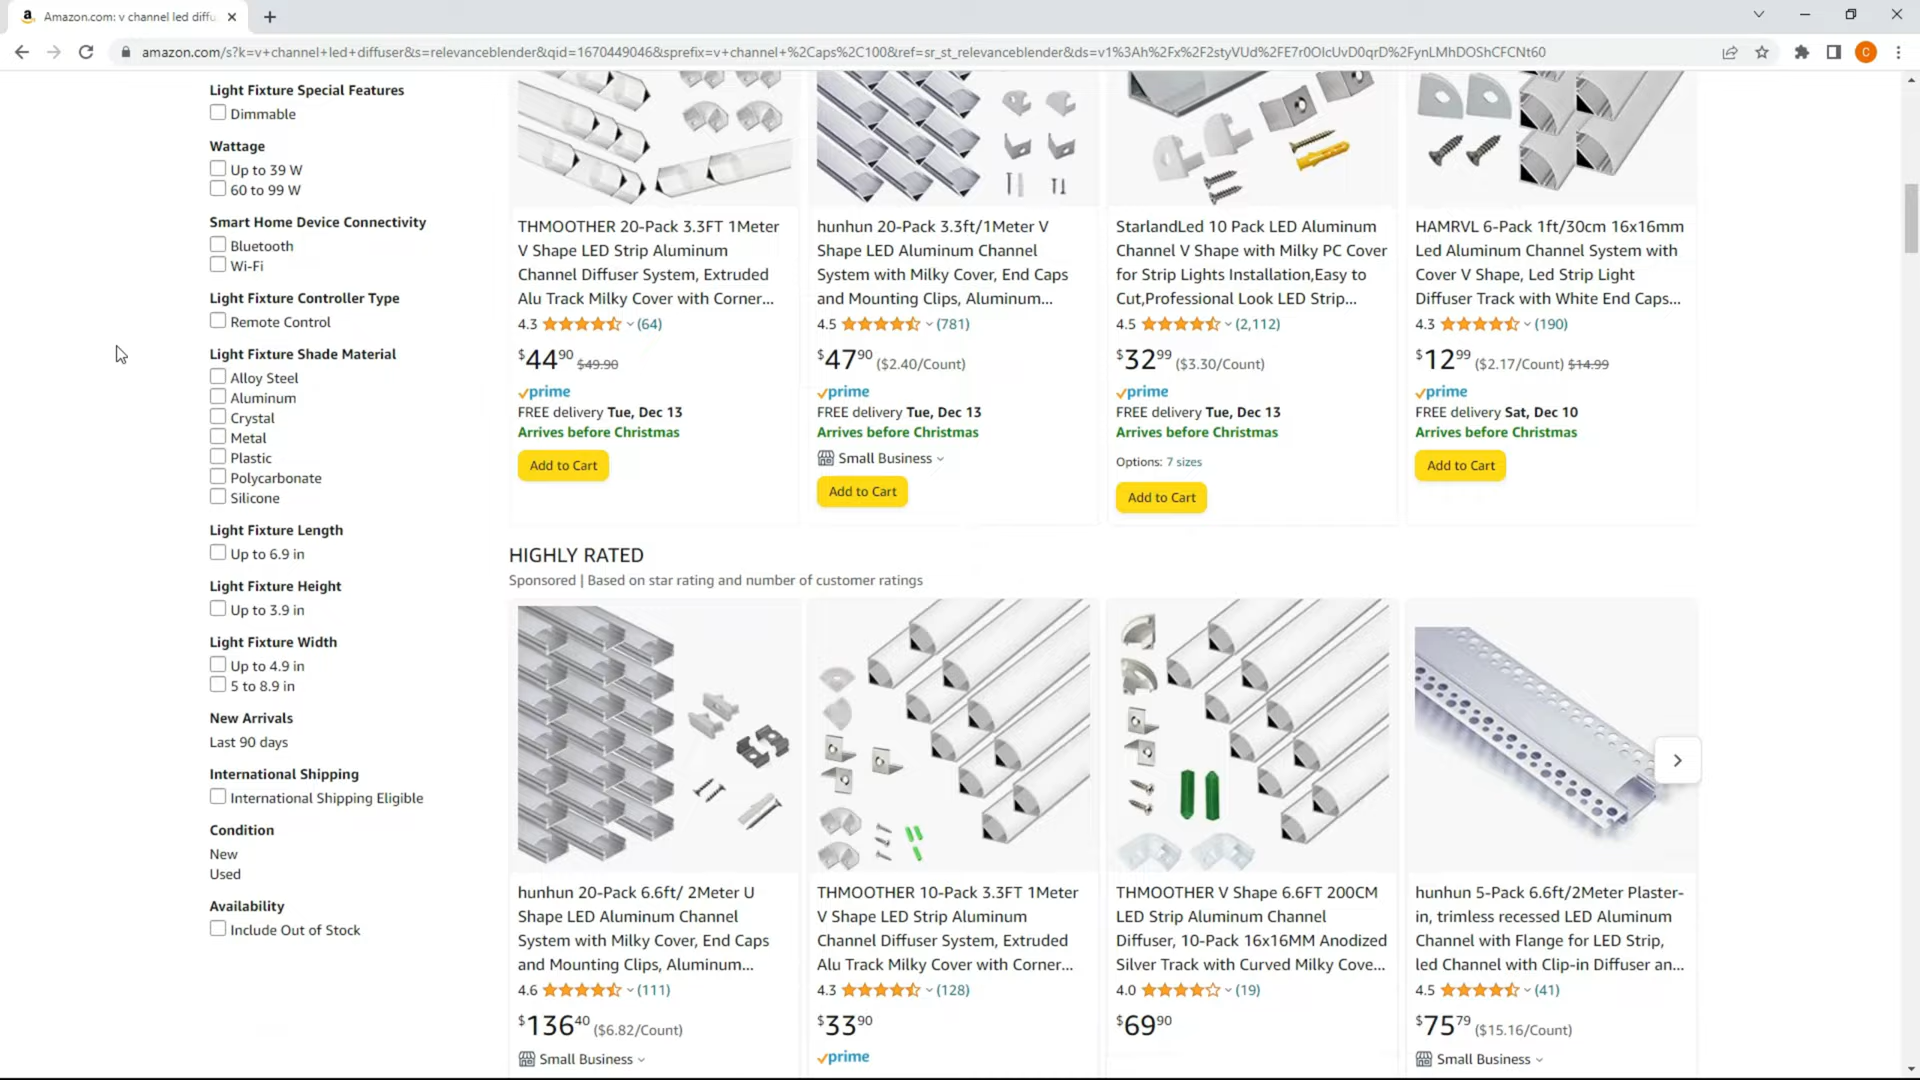 Amazon.com: v channel led diffu
amazon.com/s?k=v+channel+led+diffuser&s=relevanceblender&qid=1670449046&sprefix=v+channel+%2Caps%2C100&ref=sr_st_relevanceblender&ds=v1%3Ah%2Fx%2F2styVUd%2FE7r0OlcUvD0qrD%2FynLMhDOShCFCNt60
C
Light Fixture Special Features
Dimmable
Wattage
Up to 39 W
60 to 99 W
Smart Home Device Connectivity
Bluetooth
Wi-Fi
Light Fixture Controller Type
Remote Control
Light Fixture Shade Material
Alloy Steel
Aluminum
Crystal
Metal
Plastic
Polycarbonate
Silicone
Light Fixture Length
Up to 6.9 in
Light Fixture Height
Up to 3.9 in
Light Fixture Width
Up to 4.9 in
5 to 8.9 in
New Arrivals
Last 90 days
International Shipping
International Shipping Eligible
Condition
New
Used
Availability
Include Out of Stock
THMOOTHER 20-Pack 3.3FT 1Meter
V Shape LED Strip Aluminum
Channel Diffuser System, Extruded
Alu Track Milky Cover with Corner...
4.3 (64)
$44.90 $49.90
prime
FREE delivery Tue, Dec 13
Arrives before Christmas
Add to Cart
hunhun 20-Pack 3.3ft/1Meter V
Shape LED Aluminum Channel
System with Milky Cover, End Caps
and Mounting Clips, Aluminum...
4.5 (781)
$47.90 ($2.40/Count)
prime
FREE delivery Tue, Dec 13
Arrives before Christmas
Small Business
Add to Cart
StarlandLed 10 Pack LED Aluminum
Channel V Shape with Milky PC Cover
for Strip Lights Installation,Easy to
Cut,Professional Look LED Strip...
4.5 (2,112)
$32.99 ($3.30/Count)
prime
FREE delivery Tue, Dec 13
Arrives before Christmas
Options: 7 sizes
Add to Cart
HAMRVL 6-Pack 1ft/30cm 16x16mm
Led Aluminum Channel System with
Cover V Shape, Led Strip Light
Diffuser Track with White End Caps...
4.3 (190)
$12.99 ($2.17/Count) $14.99
prime
FREE delivery Sat, Dec 10
Arrives before Christmas
Add to Cart
HIGHLY RATED
Sponsored | Based on star rating and number of customer ratings
hunhun 20-Pack 6.6ft/ 2Meter U
Shape LED Aluminum Channel
System with Milky Cover, End Caps
and Mounting Clips, Aluminum...
4.6 (111)
$136.40 ($6.82/Count)
Small Business
THMOOTHER 10-Pack 3.3FT 1Meter
V Shape LED Strip Aluminum
Channel Diffuser System, Extruded
Alu Track Milky Cover with Corner...
4.3 (128)
$33.90
prime
THMOOTHER V Shape 6.6FT 200CM
LED Strip Aluminum Channel
Diffuser, 10-Pack 16x16MM Anodized
Silver Track with Curved Milky Cove...
4.0 (19)
$69.90
hunhun 5-Pack 6.6ft/2Meter Plaster-
in, trimless recessed LED Aluminum
Channel with Flange for LED Strip,
led Channel with Clip-in Diffuser an...
4.5 (41)
$75.79 ($15.16/Count)
Small Business